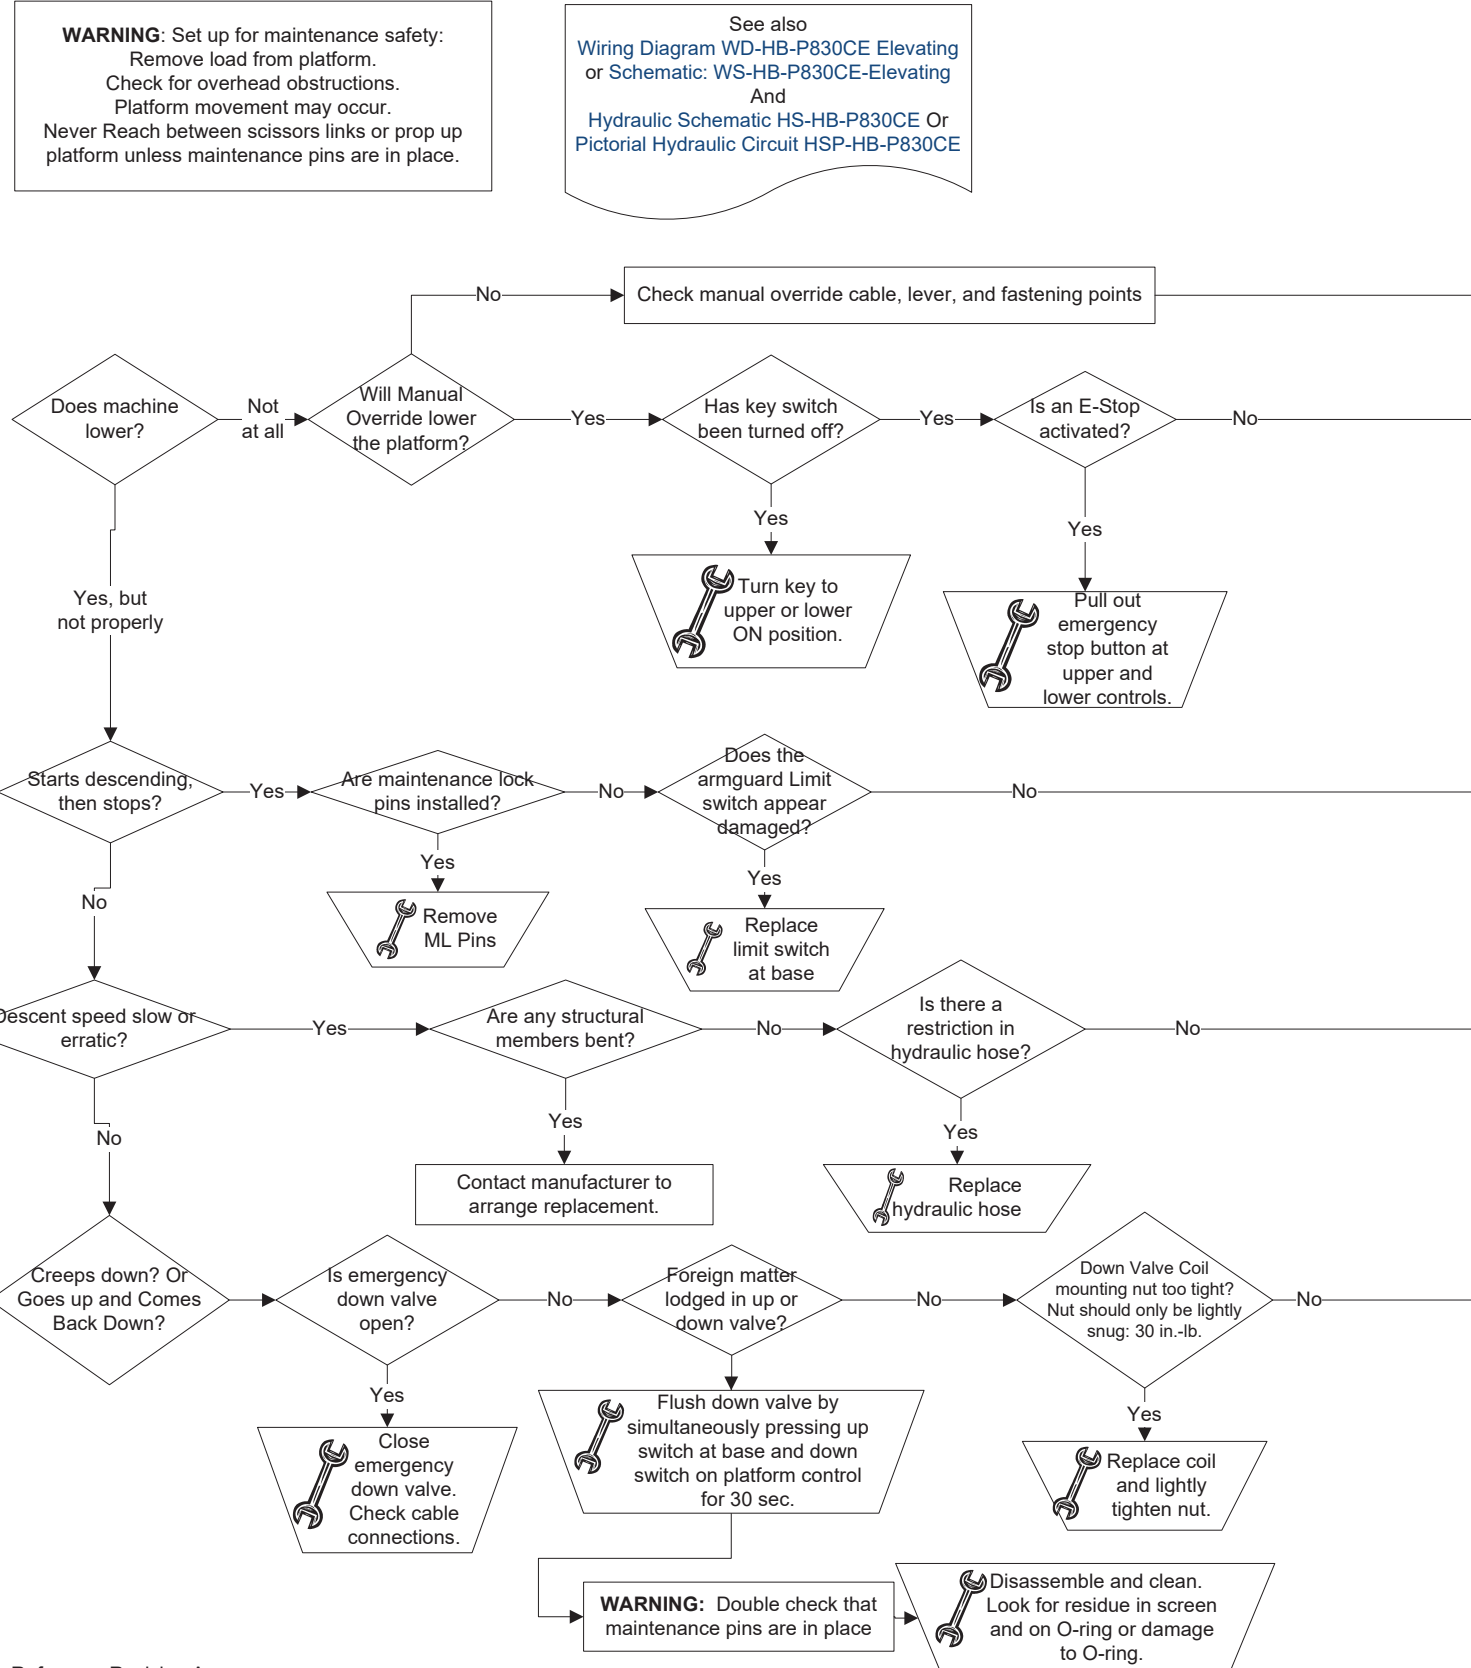 WARNING: Set up for maintenance safety:
Remove load from platform.
Check for overhead obstructions.
Platform movement may occur.
Never Reach between scissors links or prop up
platform unless maintenance pins are in place.
See also
Wiring Diagram WD-HB-P830CE Elevating
or Schematic: WS-HB-P830CE-Elevating
And
Hydraulic Schematic HS-HB-P830CE Or
Pictorial Hydraulic Circuit HSP-HB-P830CE
No
Check manual override cable, lever, and fastening points
Does machine
lower?
Not
at all
Will Manual
Override lower
the platform?
Yes
Has key switch
been turned off?
Yes
Is an E-Stop
activated?
No
Yes
Turn key to
upper or lower
ON position.
Yes
Pull out
emergency
stop button at
upper and
lower controls.
Yes, but
not properly
Starts descending,
then stops?
Yes
Are maintenance lock
pins installed?
No
Does the
armguard Limit
switch appear
damaged?
No
Yes
Remove
ML Pins
Yes
Replace
limit switch
at base
No
Descent speed slow or
erratic?
Yes
Are any structural
members bent?
No
Is there a
restriction in
hydraulic hose?
No
Yes
Contact manufacturer to
arrange replacement.
Yes
Replace
hydraulic hose
No
Creeps down? Or
Goes up and Comes
Back Down?
Is emergency
down valve
open?
No
Foreign matter
lodged in up or
down valve?
No
Down Valve Coil
mounting nut too tight?
Nut should only be lightly
snug: 30 in.-lb.
No
Yes
Close
emergency
down valve.
Check cable
connections.
Flush down valve by
simultaneously pressing up
switch at base and down
switch on platform control
for 30 sec.
Yes
Replace coil
and lightly
tighten nut.
WARNING: Double check that
maintenance pins are in place
Disassemble and clean.
Look for residue in screen
and on O-ring or damage
to O-ring.